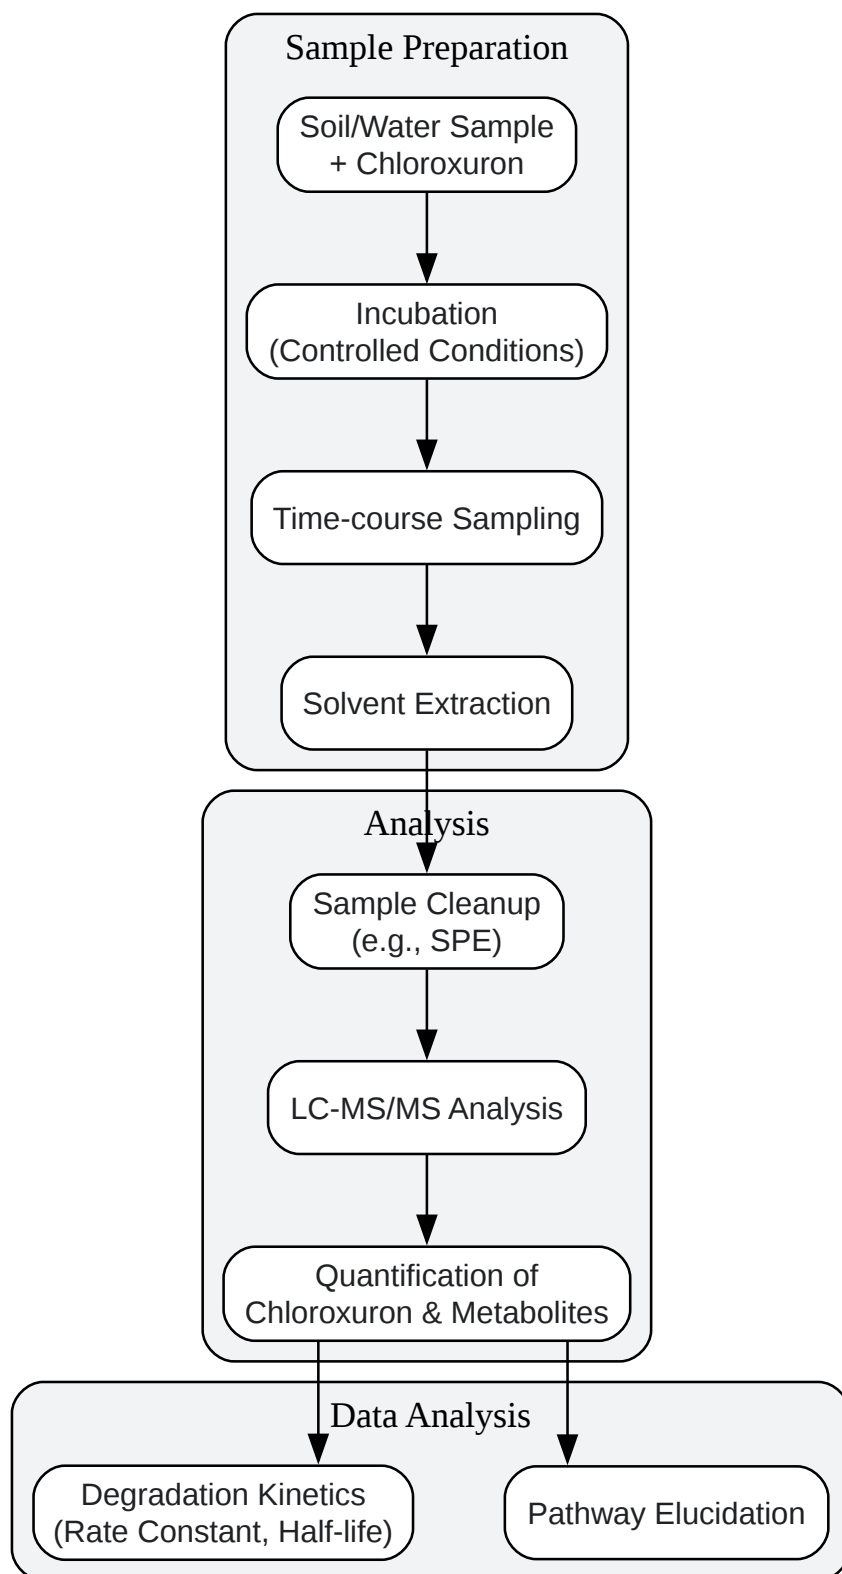 Sample Preparation
Soil/Water Sample
+ Chloroxuron
Incubation
(Controlled Conditions)
Time-course Sampling
Solvent Extraction
Analysis
Sample Cleanup
(e.g., SPE)
LC-MS/MS Analysis
Quantification of
Chloroxuron & Metabolites
Data Analysis
Degradation Kinetics
(Rate Constant, Half-life)
Pathway Elucidation